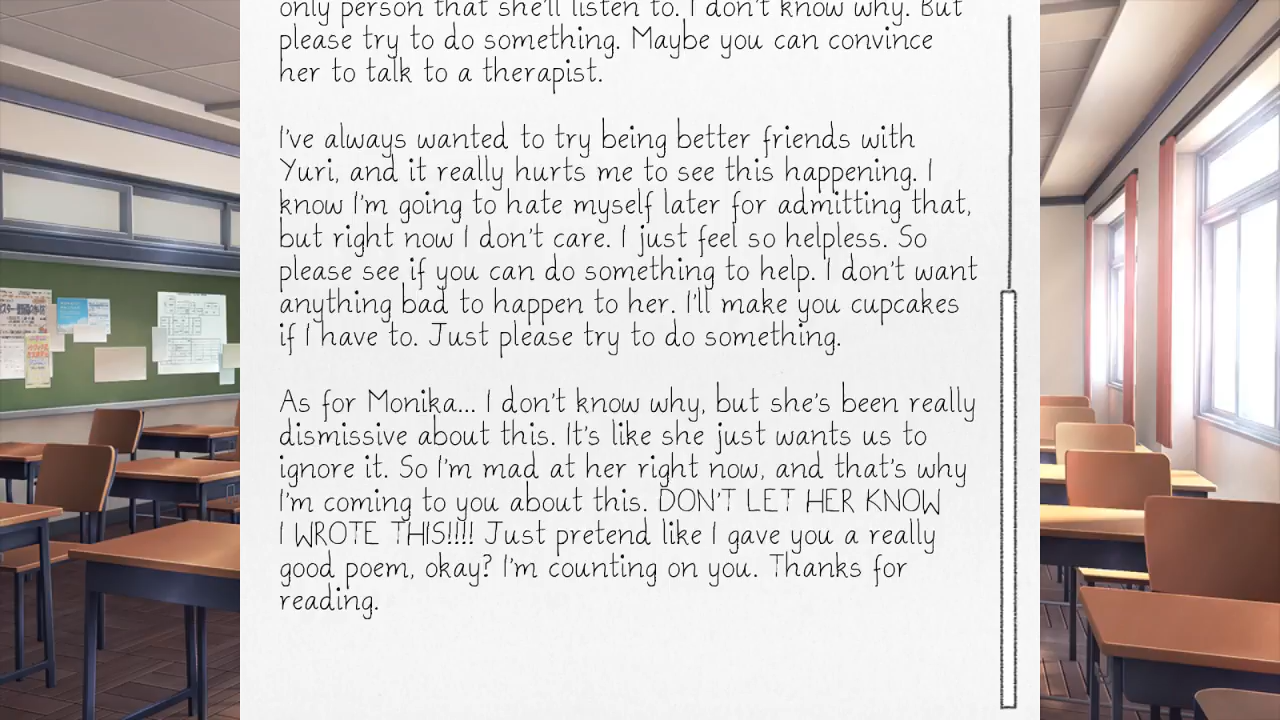 only person that she'll listen to. I don't know why. But
please try to do something. Maybe you can convince
her to talk to a therapist.
I've always wanted to try being better friends with
Yuri, and it really hurts me to see this happening. I
know I'm going to hate myself later for admitting that,
but right now I don't care. I just feel so helpless. So
please see if you can do something to help. I don't want
anything bad to happen to her. I'll make you cupcakes
if I have to. Just please try to do something.
As for Monika... I don't know why, but she's been really
dismissive about this. It's like she just wants us to
ignore it. So I'm mad at her right now, and that's why
I'm coming to you about this. DON'T LET HER KNOW
I WROTE THIS!!!! Just pretend like I gave you a really
good poem, okay? I'm counting on you. Thanks for
reading.